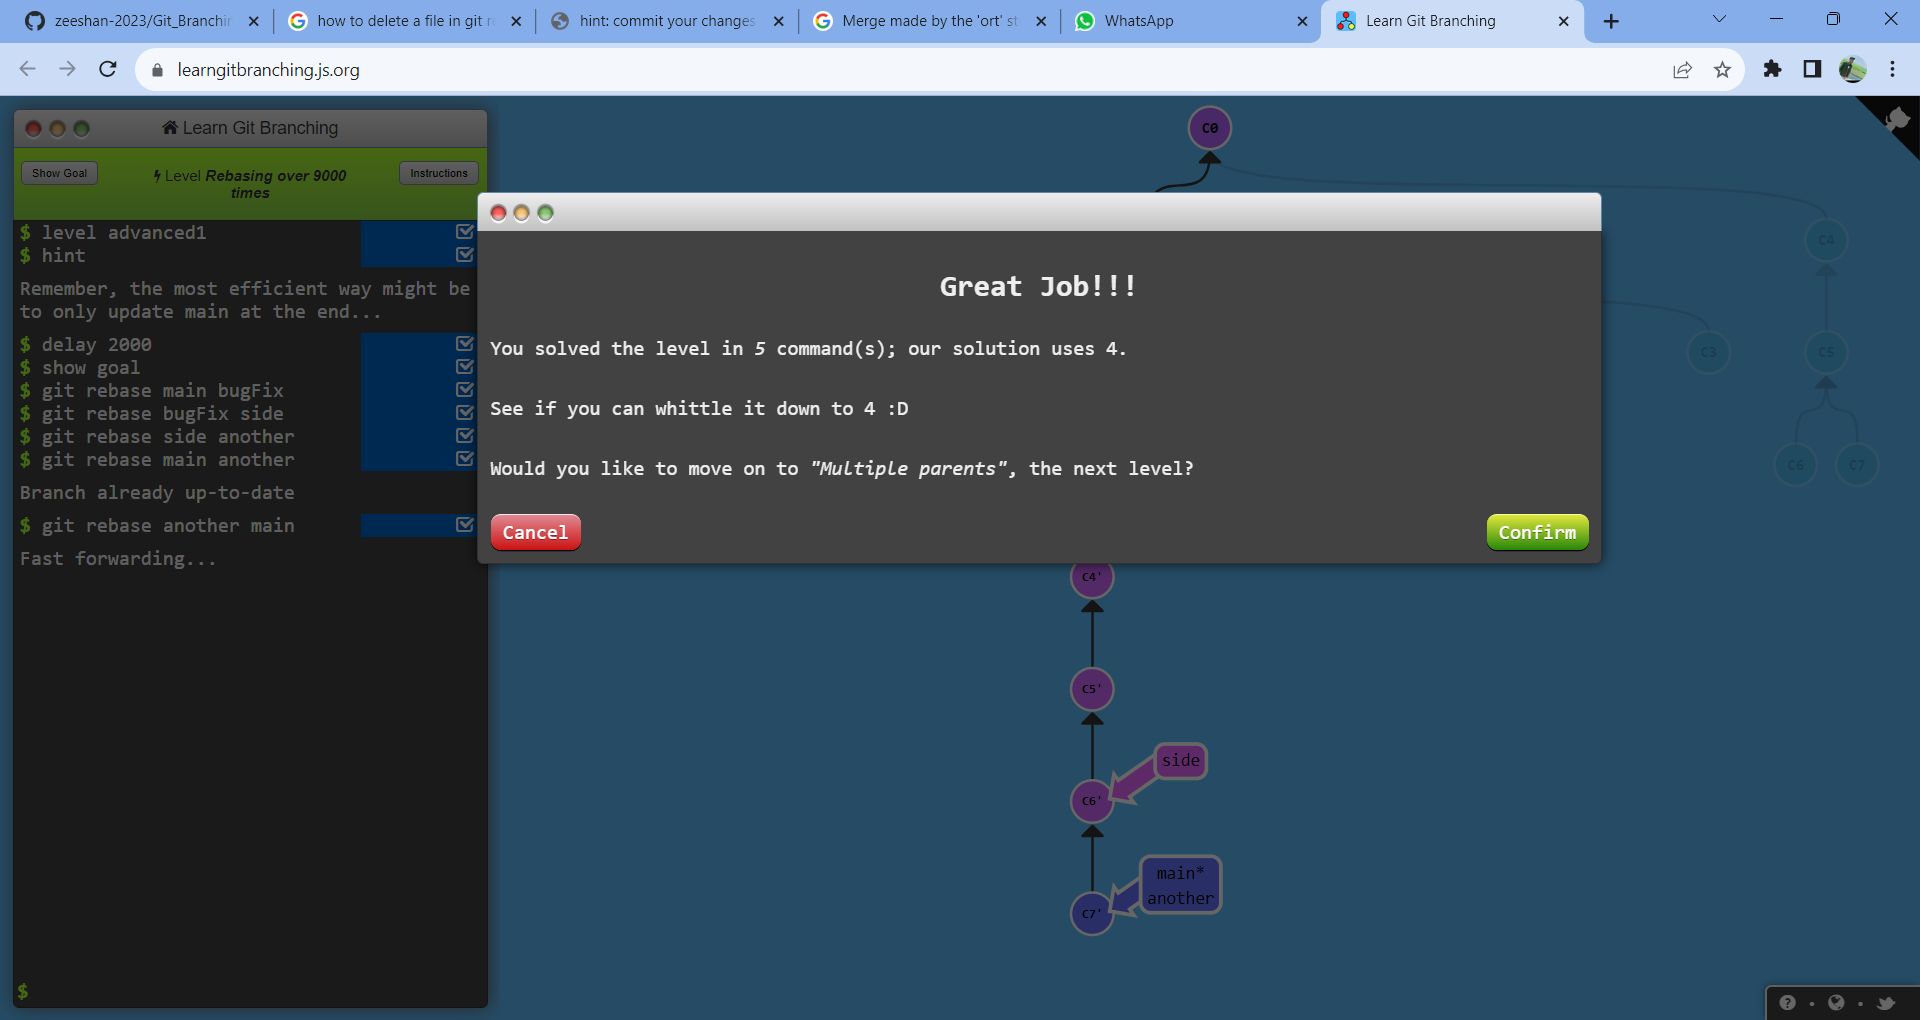 zeeshan-2023/Git_Branchin
how to delete a file in git re
hint: commit your changes
Merge made by the 'ort' st
WhatsApp
Learn Git Branching
learngitbranching.js.org
Learn Git Branching
Show Goal
Level Rebasing over 9000
times
Instructions
$ level advanced1
$ hint
Remember, the most efficient way might be
to only update main at the end...
$ delay 2000
$ show goal
$ git rebase main bugFix
$ git rebase bugFix side
$ git rebase side another
$ git rebase main another
Branch already up-to-date
$ git rebase another main
Fast forwarding...
$
C0
C4
C3
C5
C6
C7
Great Job!!!
You solved the level in 5 command(s); our solution uses 4.
See if you can whittle it down to 4 :D
Would you like to move on to "Multiple parents", the next level?
Cancel
Confirm
C4'
C5'
side
C6'
main*
another
C7'